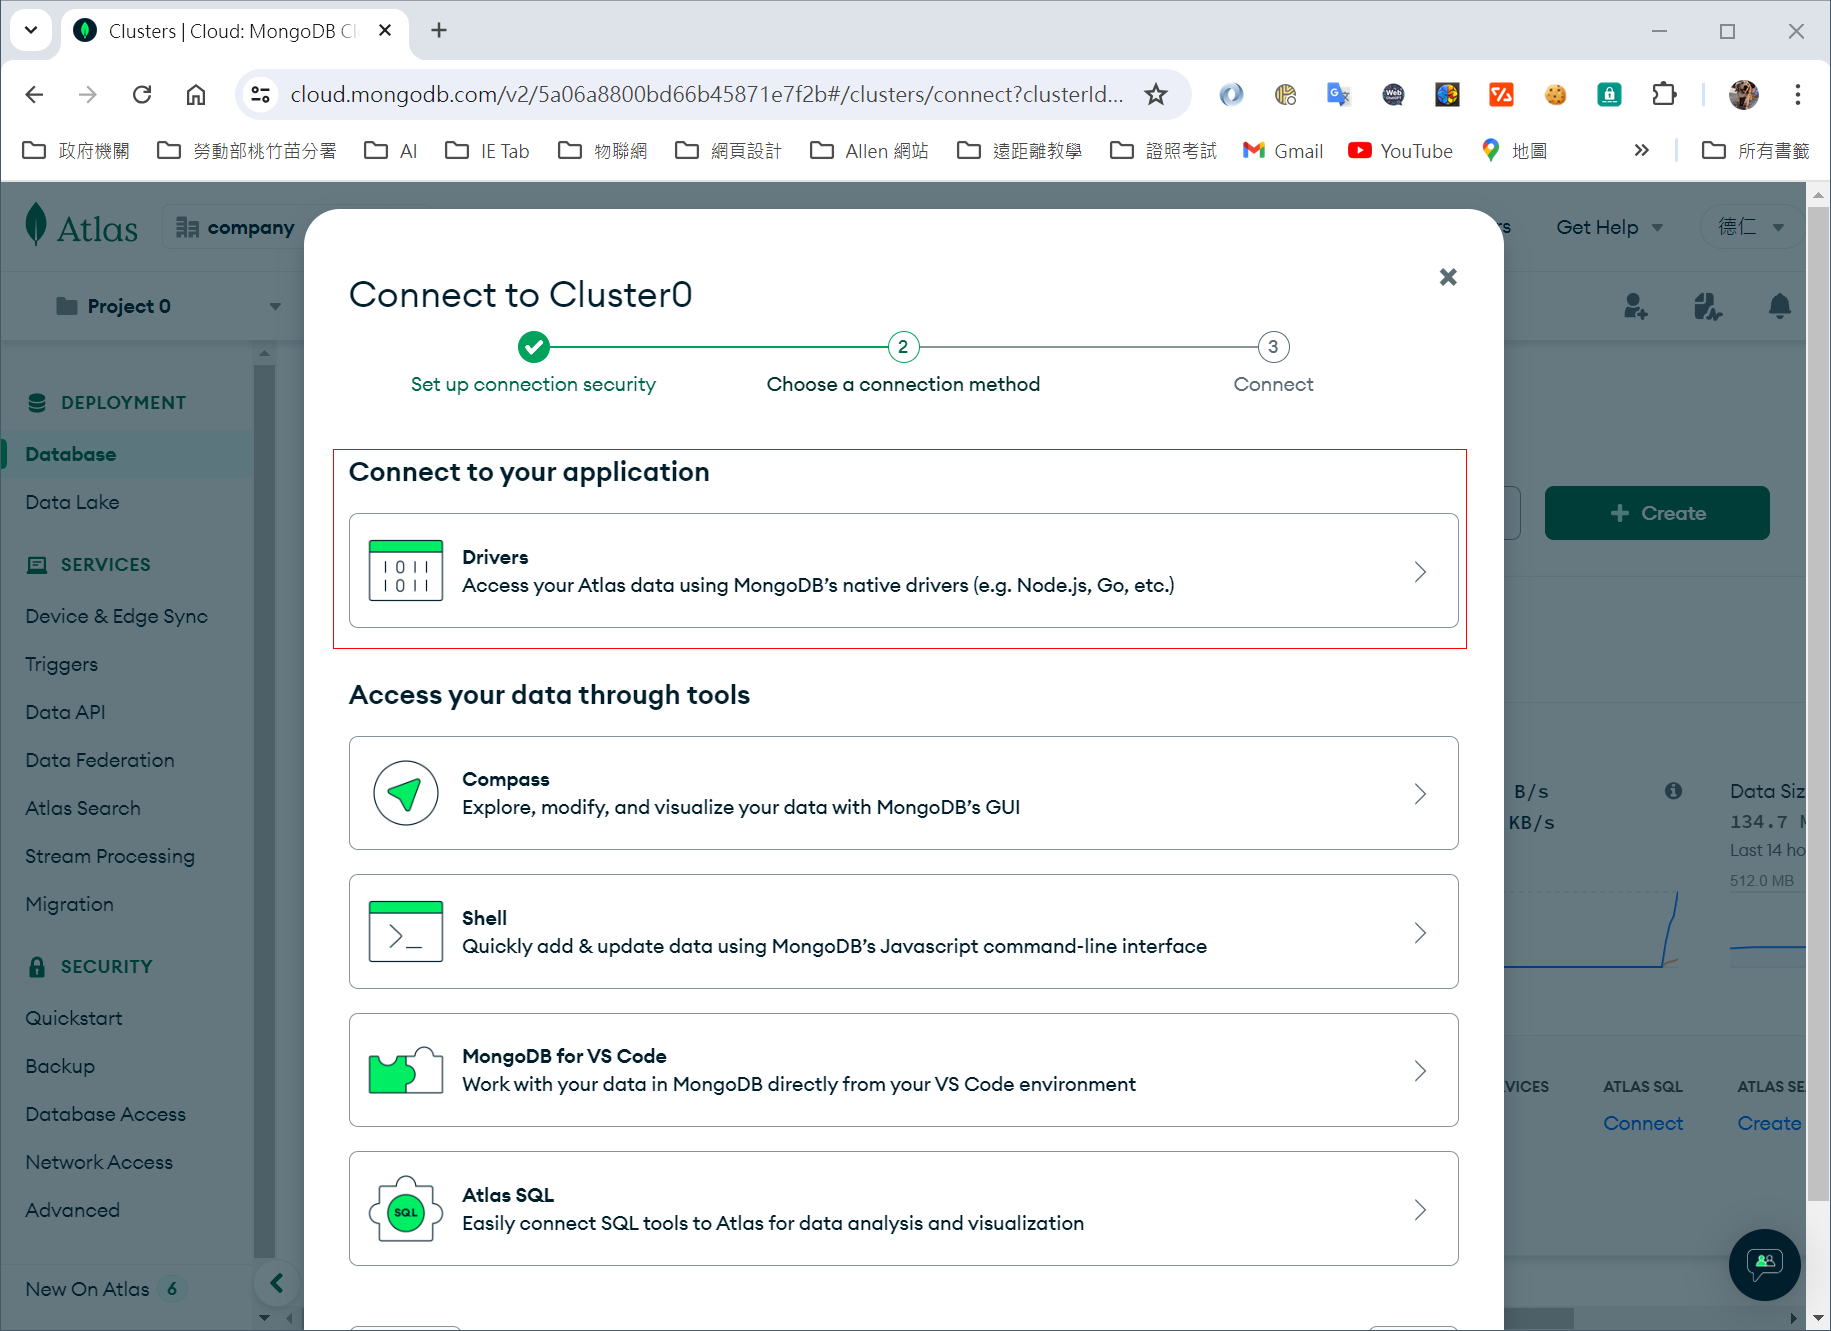 Clusters | Cloud: MongoDB Cl
cloud.mongodb.com/v2/5a06a8800bd66b45871e7f2b#/clusters/connect?clusterId...
政府機關 勞動部桃竹苗分署 AI IE Tab 物聯網 網頁設計 Allen 網站 遠距離教學 證照考試 Gmail YouTube 地圖 所有書籤
Atlas
company
Get Help
德仁
Project 0
DEPLOYMENT
Database
Data Lake
SERVICES
Device & Edge Sync
Triggers
Data API
Data Federation
Atlas Search
Stream Processing
Migration
SECURITY
Quickstart
Backup
Database Access
Network Access
Advanced
New On Atlas 6
Connect to Cluster0
2
3
Set up connection security
Choose a connection method
Connect
Connect to your application
1011
1011
Drivers
Access your Atlas data using MongoDB’s native drivers (e.g. Node.js, Go, etc.)
Access your data through tools
Compass
Explore, modify, and visualize your data with MongoDB’s GUI
Shell
Quickly add & update data using MongoDB’s Javascript command-line interface
MongoDB for VS Code
Work with your data in MongoDB directly from your VS Code environment
SQL
Atlas SQL
Easily connect SQL tools to Atlas for data analysis and visualization
+ Create
B/s
KB/s
Data Siz
134.7 M
Last 14 ho
512.0 MB
VICES
ATLAS SQL
ATLAS SE
Connect
Create